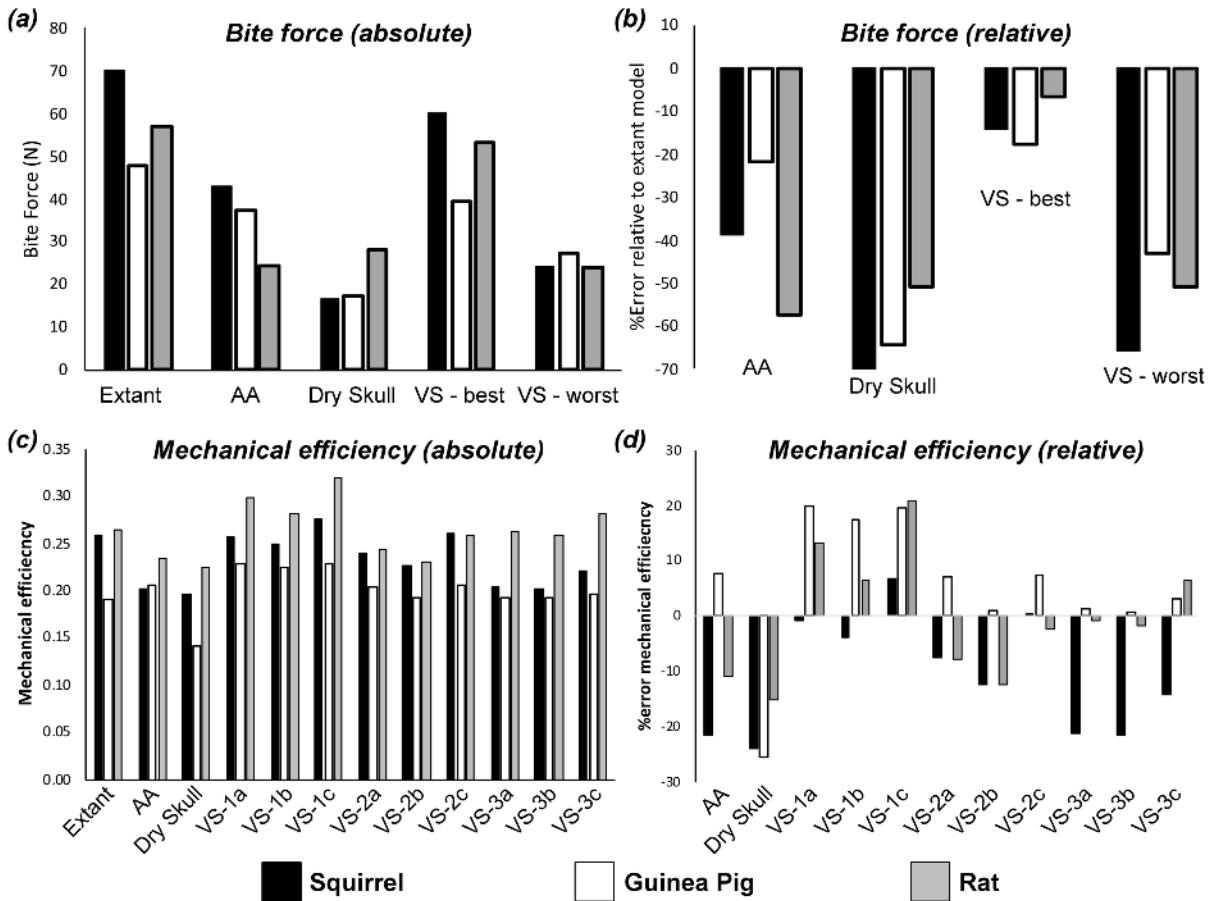 (a)
Bite force (absolute)
80
70
60
50
40
30
20
10
0
Bite Force (N)
Extant
AA
Dry Skull
VS - best
VS - worst
(b)
Bite force (relative)
10
0
-10
-20
-30
-40
-50
-60
-70
%Error relative to extant model
AA
Dry Skull
VS - best
VS - worst
(c)
Mechanical efficiency (absolute)
0.35
0.30
0.25
0.20
0.15
0.10
0.05
0.00
Mechanical efficiecncy
Extant
AA
Dry Skull
VS-1a
VS-1b
VS-1c
VS-2a
VS-2b
VS-2c
VS-3a
VS-3b
VS-3c
(d)
Mechanical efficiency (relative)
30
20
10
0
-10
-20
-30
%error mechanical efficiecncy
AA
Dry Skull
VS-1a
VS-1b
VS-1c
VS-2a
VS-2b
VS-2c
VS-3a
VS-3b
VS-3c
Squirrel
Guinea Pig
Rat